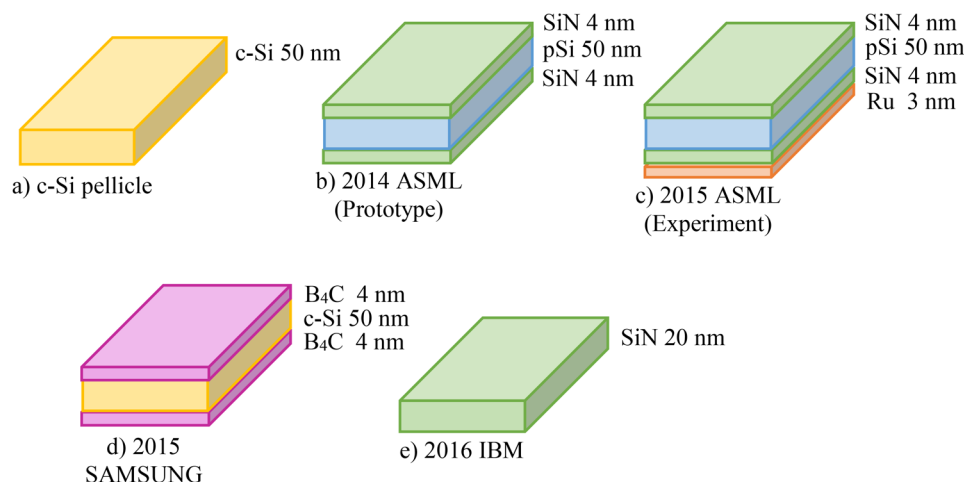 c-Si 50 nm
a) c-Si pellicle
SiN 4 nm
pSi 50 nm
SiN 4 nm
b) 2014 ASML
(Prototype)
SiN 4 nm
pSi 50 nm
SiN 4 nm
Ru 3 nm
c) 2015 ASML
(Experiment)
B₄C 4 nm
c-Si 50 nm
B₄C 4 nm
d) 2015
SAMSUNG
SiN 20 nm
e) 2016 IBM